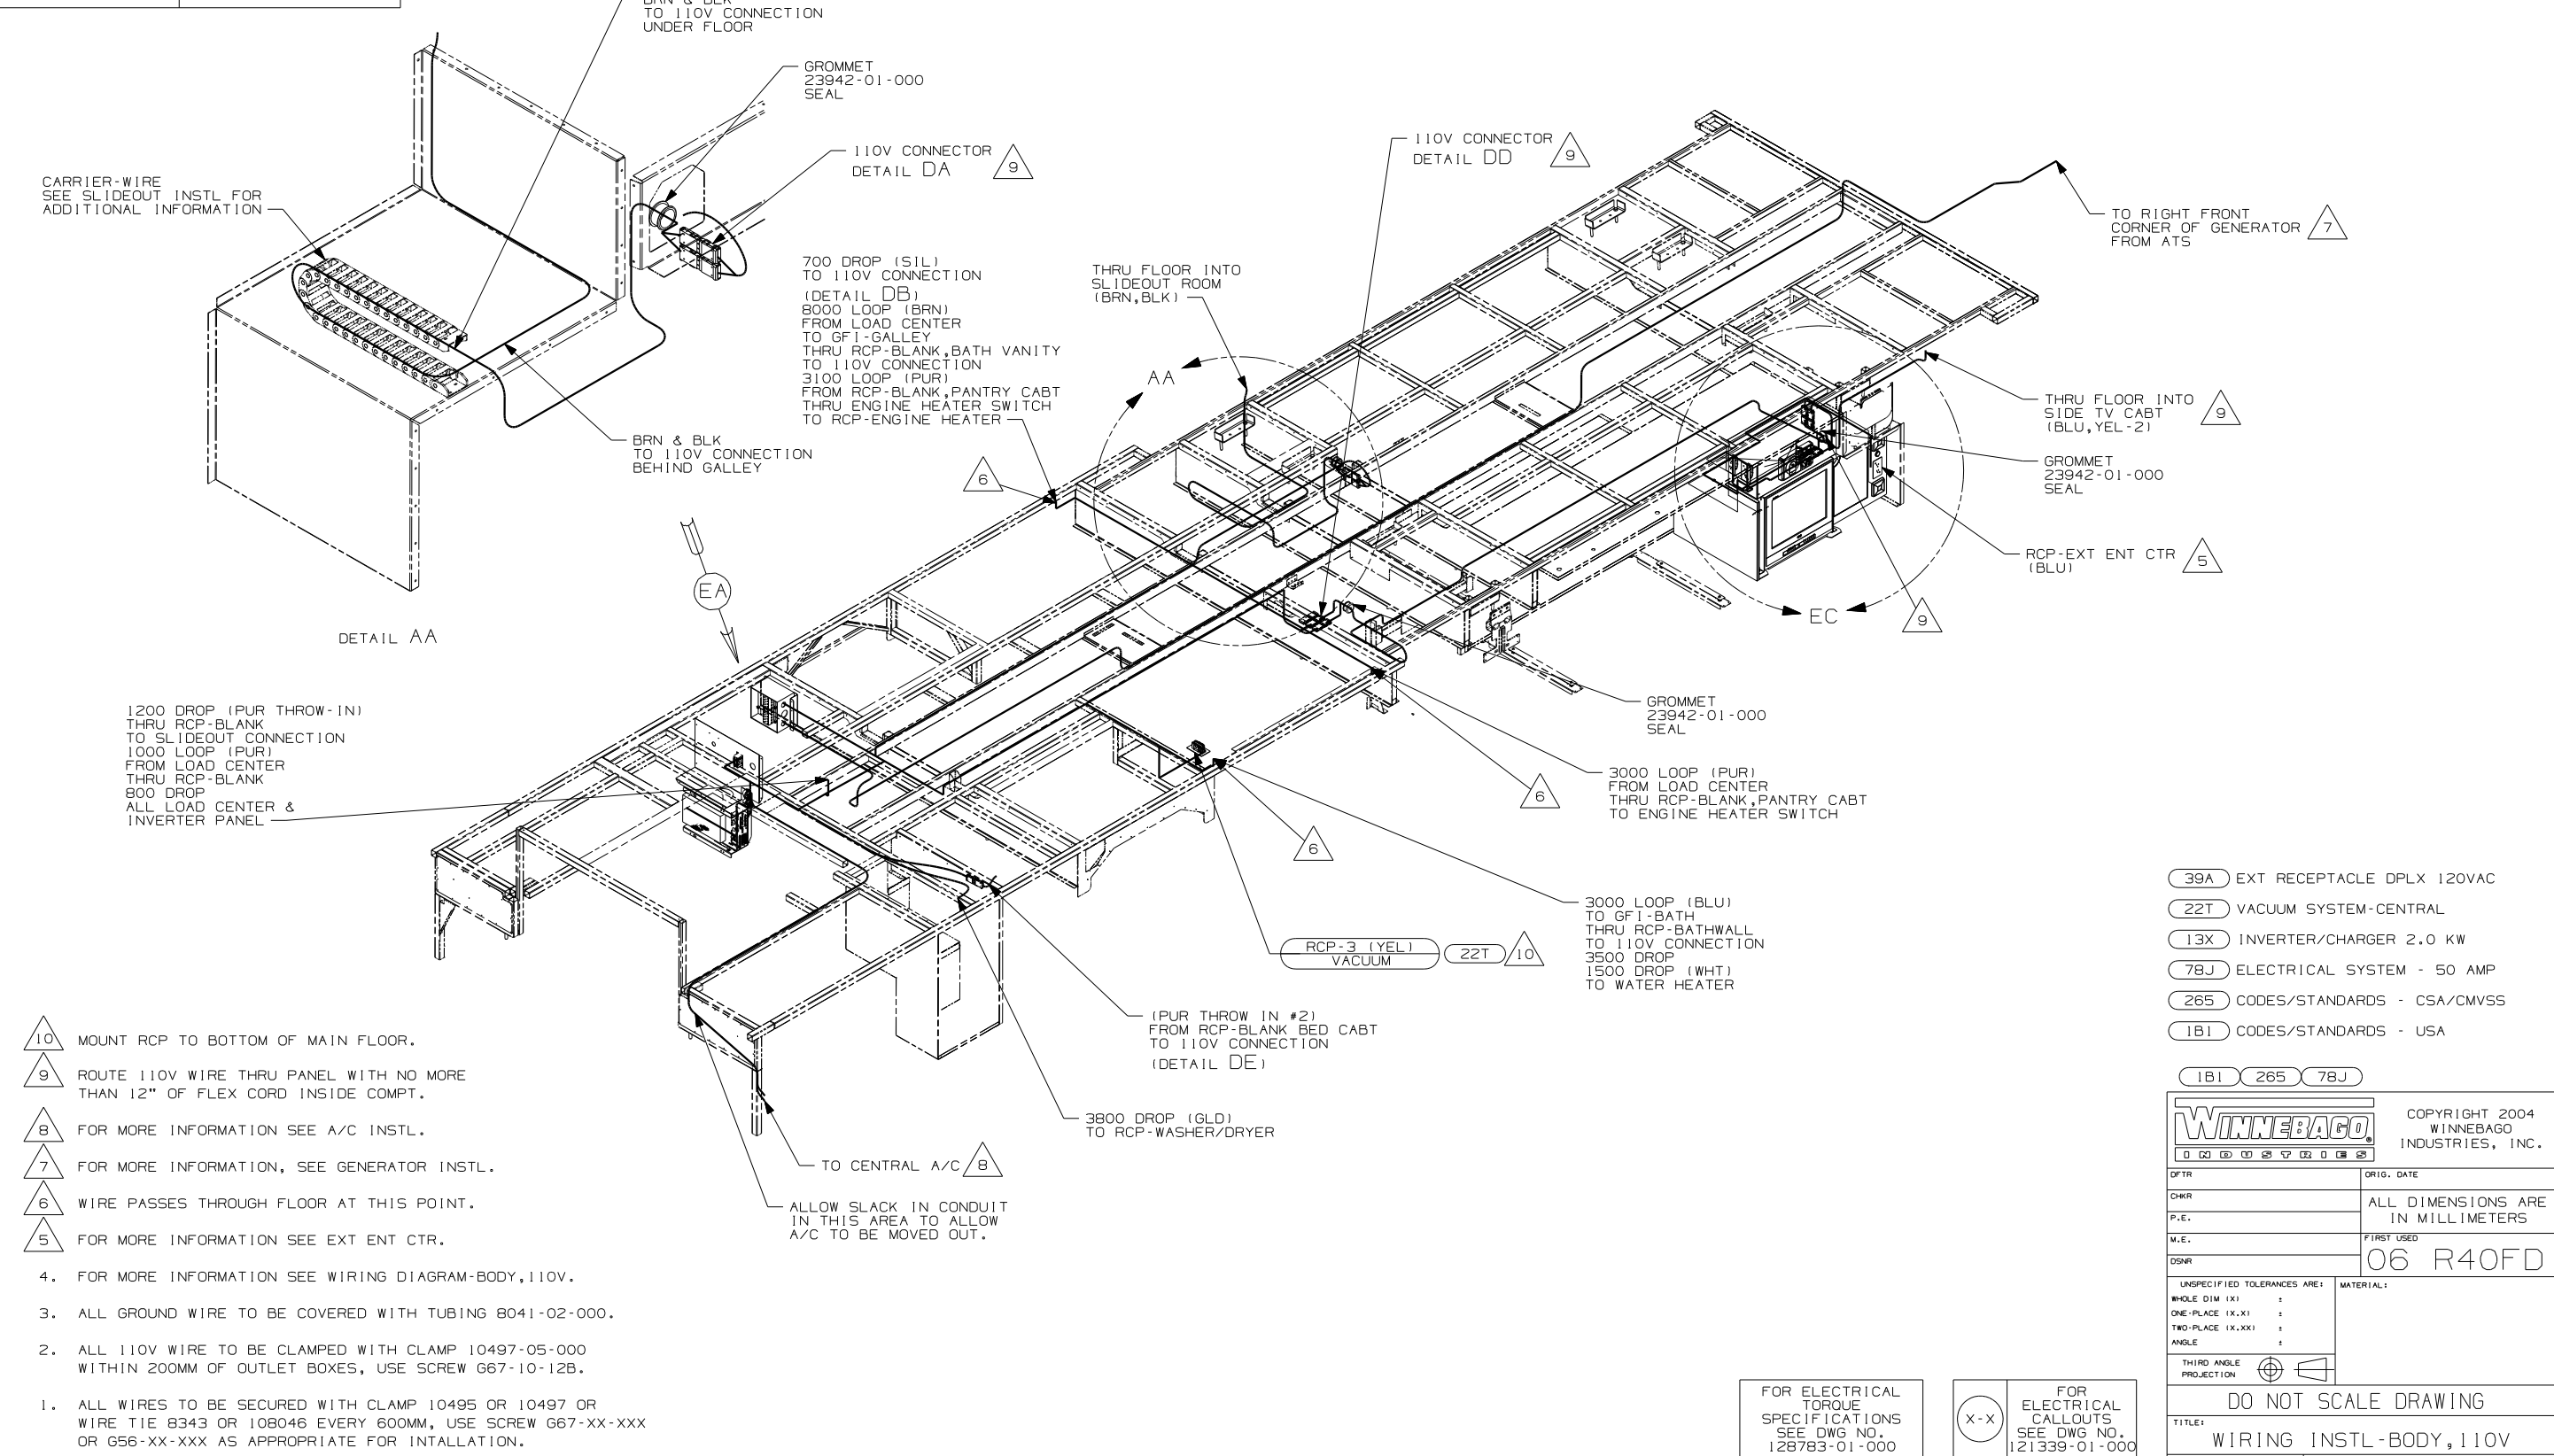 TO 110V CONNECTION
UNDER FLOOR
GROMMET
23942-01-000
SEAL
110V CONNECTOR
DETAIL DA
9
CARRIER-WIRE
SEE SLIDEOUT INSTL FOR
ADDITIONAL INFORMATION
BRN & BLK
TO 110V CONNECTION
BEHIND GALLEY
DETAIL AA
700 DROP (SIL)
TO 110V CONNECTION
(DETAIL DB)
8000 LOOP (BRN)
FROM LOAD CENTER
TO GFI-GALLEY
THRU RCP-BLANK,BATH VANITY
TO 110V CONNECTION
3100 LOOP (PUR)
FROM RCP-BLANK,PANTRY CABT
THRU ENGINE HEATER SWITCH
TO RCP-ENGINE HEATER
6
THRU FLOOR INTO
SLIDEOUT ROOM
(BRN,BLK)
AA
110V CONNECTOR
DETAIL DD
9
TO RIGHT FRONT
CORNER OF GENERATOR
FROM ATS
7
THRU FLOOR INTO
SIDE TV CABT
(BLU,YEL-2)
9
GROMMET
23942-01-000
SEAL
RCP-EXT ENT CTR
(BLU)
5
EC
9
EA
GROMMET
23942-01-000
SEAL
1200 DROP (PUR THROW-IN)
THRU RCP-BLANK
TO SLIDEOUT CONNECTION
1000 LOOP (PUR)
FROM LOAD CENTER
THRU RCP-BLANK
800 DROP
ALL LOAD CENTER &
INVERTER PANEL
3000 LOOP (PUR)
FROM LOAD CENTER
THRU RCP-BLANK,PANTRY CABT
TO ENGINE HEATER SWITCH
6
6
3000 LOOP (BLU)
TO GFI-BATH
THRU RCP-BATHWALL
TO 110V CONNECTION
3500 DROP
1500 DROP (WHT)
TO WATER HEATER
RCP-3 (YEL)
VACUUM
22T
10
(PUR THROW IN #2)
FROM RCP-BLANK BED CABT
TO 110V CONNECTION
(DETAIL DE)
3800 DROP (GLD)
TO RCP-WASHER/DRYER
TO CENTRAL A/C
8
ALLOW SLACK IN CONDUIT
IN THIS AREA TO ALLOW
A/C TO BE MOVED OUT.
10 MOUNT RCP TO BOTTOM OF MAIN FLOOR.
9 ROUTE 110V WIRE THRU PANEL WITH NO MORE
THAN 12" OF FLEX CORD INSIDE COMPT.
8 FOR MORE INFORMATION SEE A/C INSTL.
7 FOR MORE INFORMATION, SEE GENERATOR INSTL.
6 WIRE PASSES THROUGH FLOOR AT THIS POINT.
5 FOR MORE INFORMATION SEE EXT ENT CTR.
4. FOR MORE INFORMATION SEE WIRING DIAGRAM-BODY,110V.
3. ALL GROUND WIRE TO BE COVERED WITH TUBING 8041-02-000.
2. ALL 110V WIRE TO BE CLAMPED WITH CLAMP 10497-05-000
WITHIN 200MM OF OUTLET BOXES, USE SCREW G67-10-12B.
1. ALL WIRES TO BE SECURED WITH CLAMP 10495 OR 10497 OR
WIRE TIE 8343 OR 108046 EVERY 600MM, USE SCREW G67-XX-XXX
OR G56-XX-XXX AS APPROPRIATE FOR INTALLATION.
39A EXT RECEPTACLE DPLX 120VAC
22T VACUUM SYSTEM-CENTRAL
13X INVERTER/CHARGER 2.0 KW
78J ELECTRICAL SYSTEM - 50 AMP
265 CODES/STANDARDS - CSA/CMVSS
1B1 CODES/STANDARDS - USA
1B1 265 78J
WINNEBAGO
INDUSTRIES
COPYRIGHT 2004
WINNEBAGO
INDUSTRIES, INC.
DFTR
ORIG. DATE
CHKR
ALL DIMENSIONS ARE
IN MILLIMETERS
P.E.
M.E.
FIRST USED
DSNR
06 R40FD
UNSPECIFIED TOLERANCES ARE:
MATERIAL:
WHOLE DIM (X) ±
ONE-PLACE (X.X) ±
TWO-PLACE (X.XX) ±
ANGLE ±
THIRD ANGLE
PROJECTION
DO NOT SCALE DRAWING
TITLE:
WIRING INSTL-BODY,110V
FOR ELECTRICAL
TORQUE
SPECIFICATIONS
SEE DWG NO.
128783-01-000
X-X
FOR
ELECTRICAL
CALLOUTS
SEE DWG NO.
121339-01-000